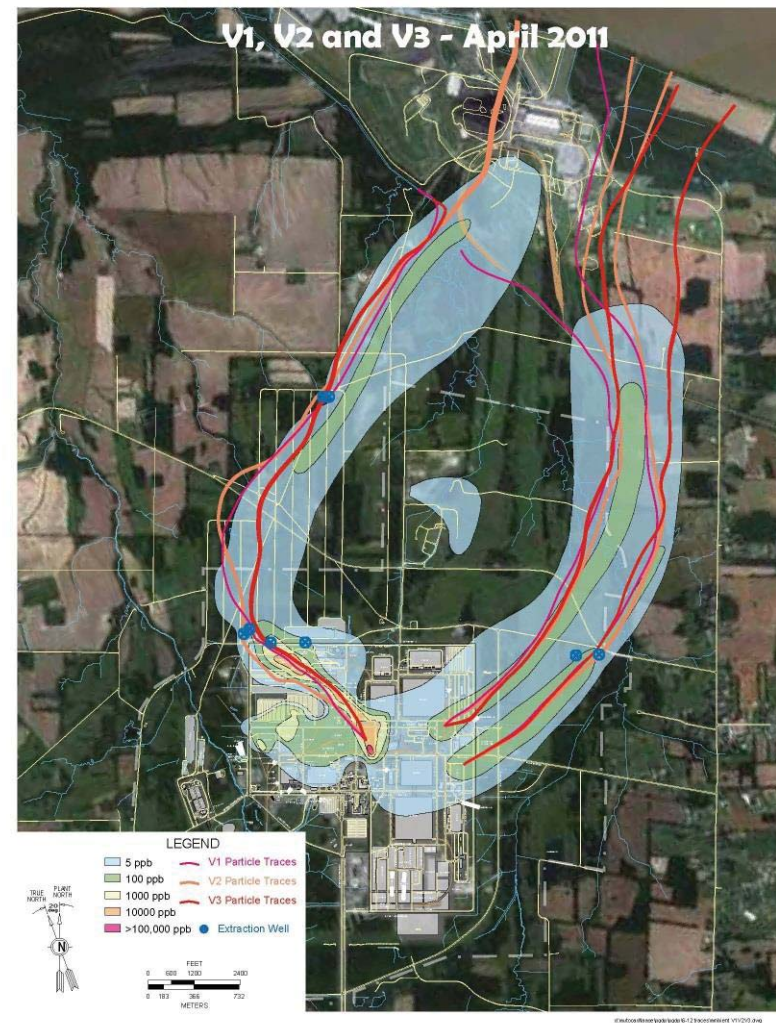 V1, V2 and V3 - April 2011
LEGEND
5 ppb
100 ppb
1000 ppb
10000 ppb
>100,000 ppb
V1 Particle Traces
V2 Particle Traces
V3 Particle Traces
Extraction Well
TRUE NORTH
PLANT NORTH
N
FEET
0 600 1200 2400
0 183 366 732
METERS